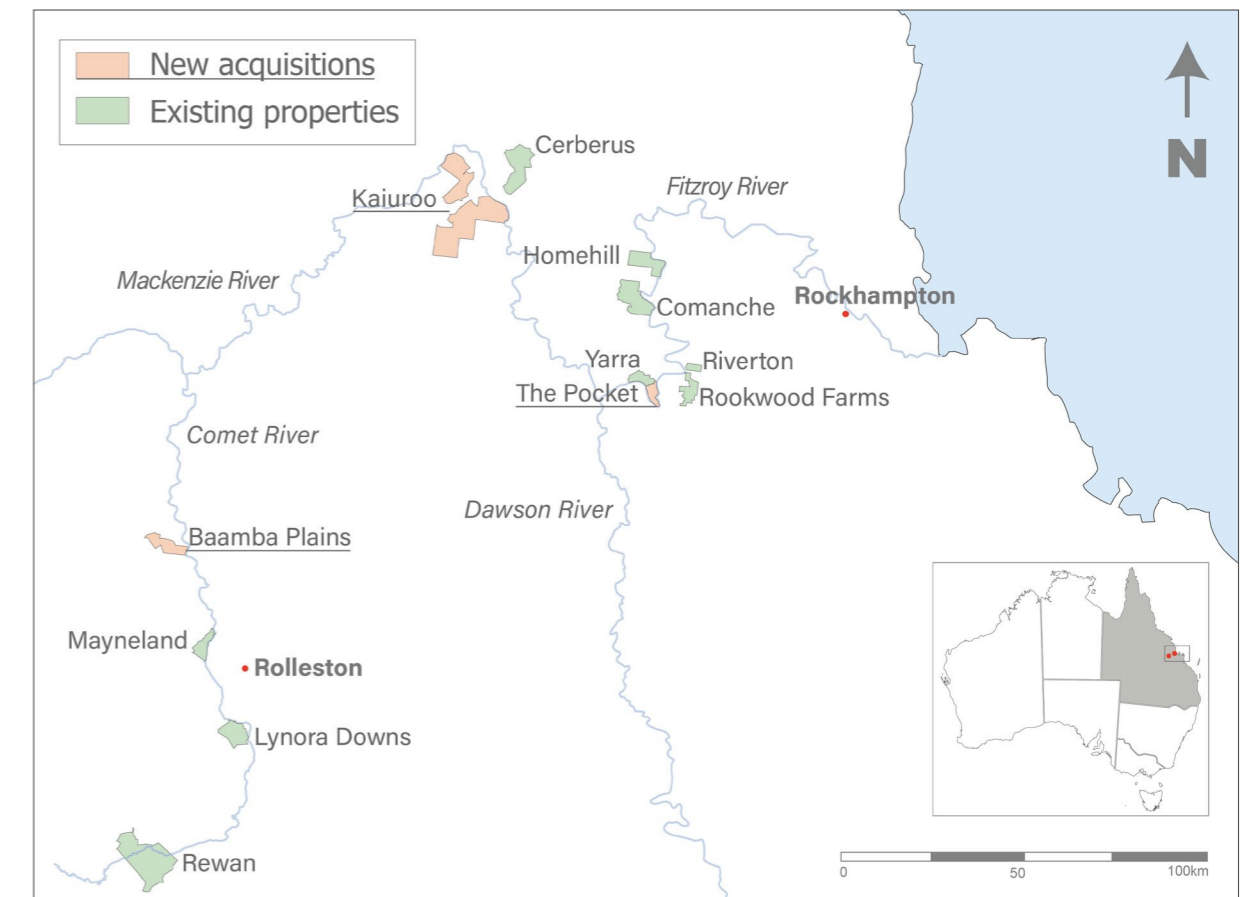 New acquisitions
Existing properties
N
Cerberus
Kaiuroo
Fitzroy River
Homehill
Mackenzie River
Rockhampton
Comanche
Yarra
Riverton
The Pocket
Rookwood Farms
Comet River
Dawson River
Baamba Plains
Mayneland
Rolleston
Lynora Downs
Rewan
0
50
100km